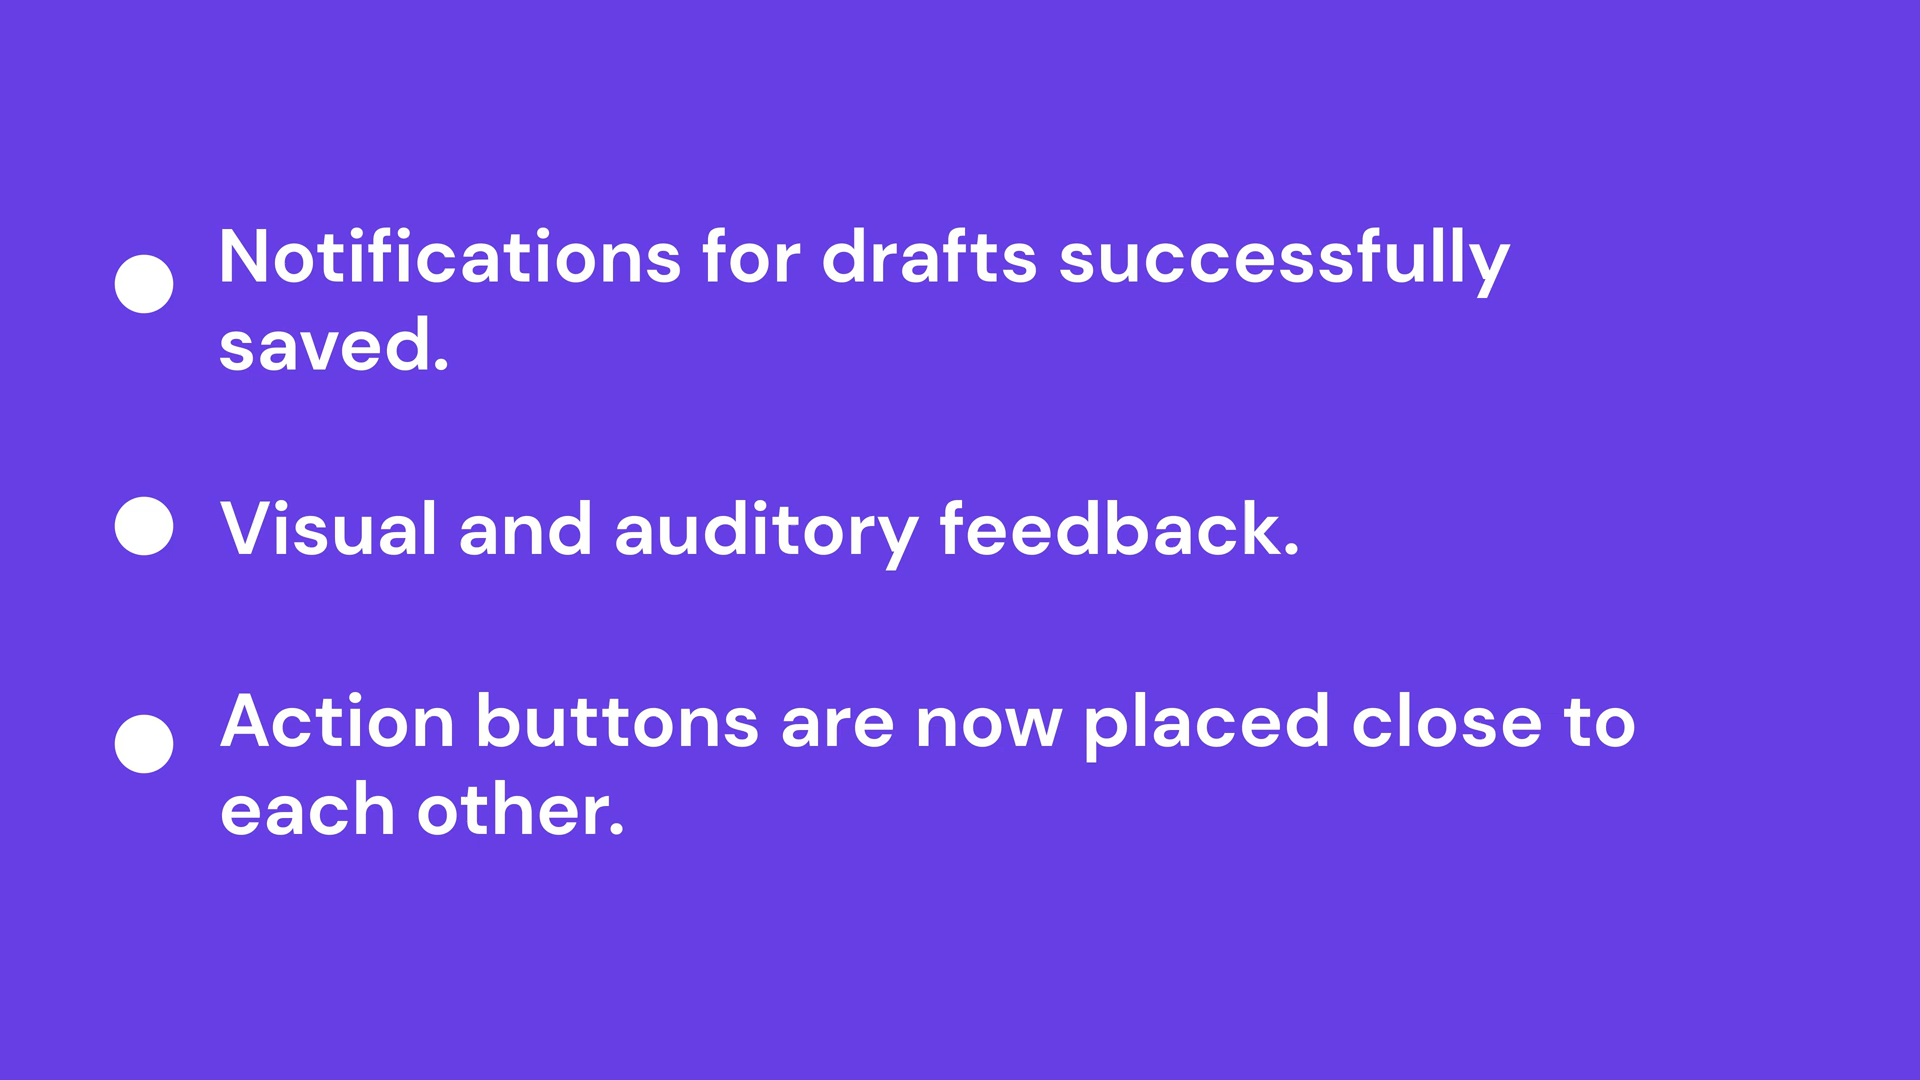 Notifications for drafts successfully
saved.
Visual and auditory feedback.
Action buttons are now placed close to
each other.